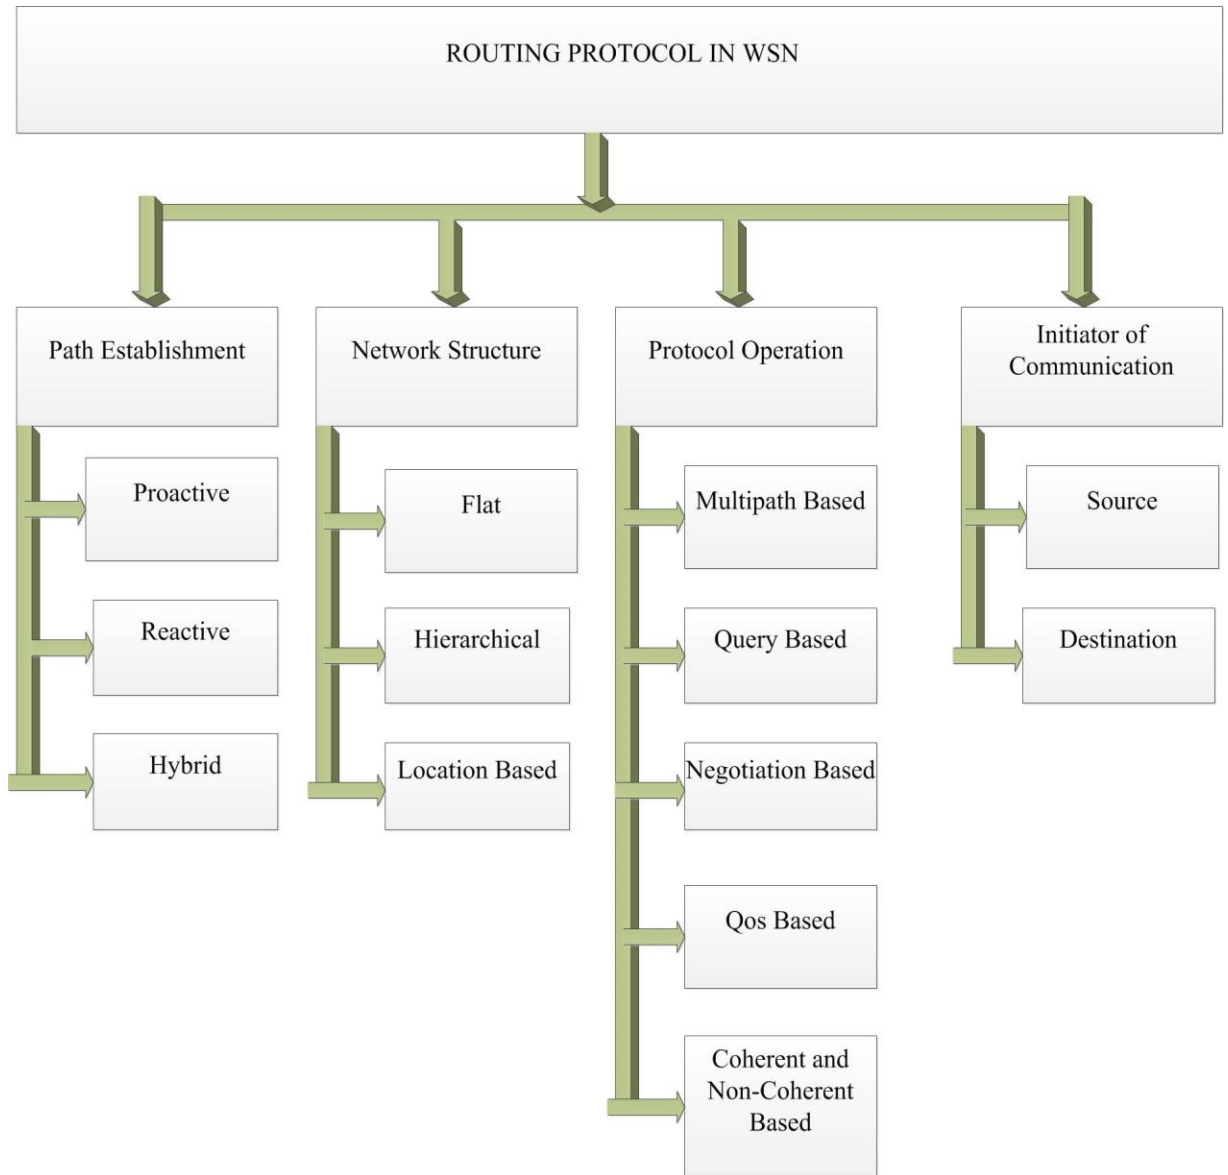 ROUTING PROTOCOL IN WSN
Path Establishment
Proactive
Reactive
Hybrid
Network Structure
Flat
Hierarchical
Location Based
Protocol Operation
Multipath Based
Query Based
Negotiation Based
Qos Based
Coherent and
Non-Coherent
Based
Initiator of
Communication
Source
Destination